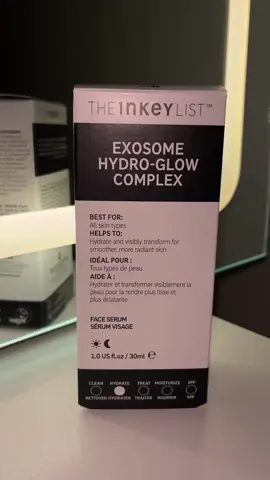 THE INKEY LIST™
EXOSOME
HYDRO-GLOW
COMPLEX
BEST FOR:
All skin types
HELPS TO:
Hydrate and visibly transform for
smoother, more radiant skin
IDÉAL POUR :
Tous types de peau.
AIDE À :
Hydrater et transformer visiblement la
peau pour la rendre plus lisse et
plus éclatante
FACE SERUM
SÉRUM VISAGE
1.0 US fl.oz / 30ml e
CLEAN HYDRATE TREAT MOISTURIZE SPF
NETTOYER HYDRATER TRAITER NOURRIR SPF